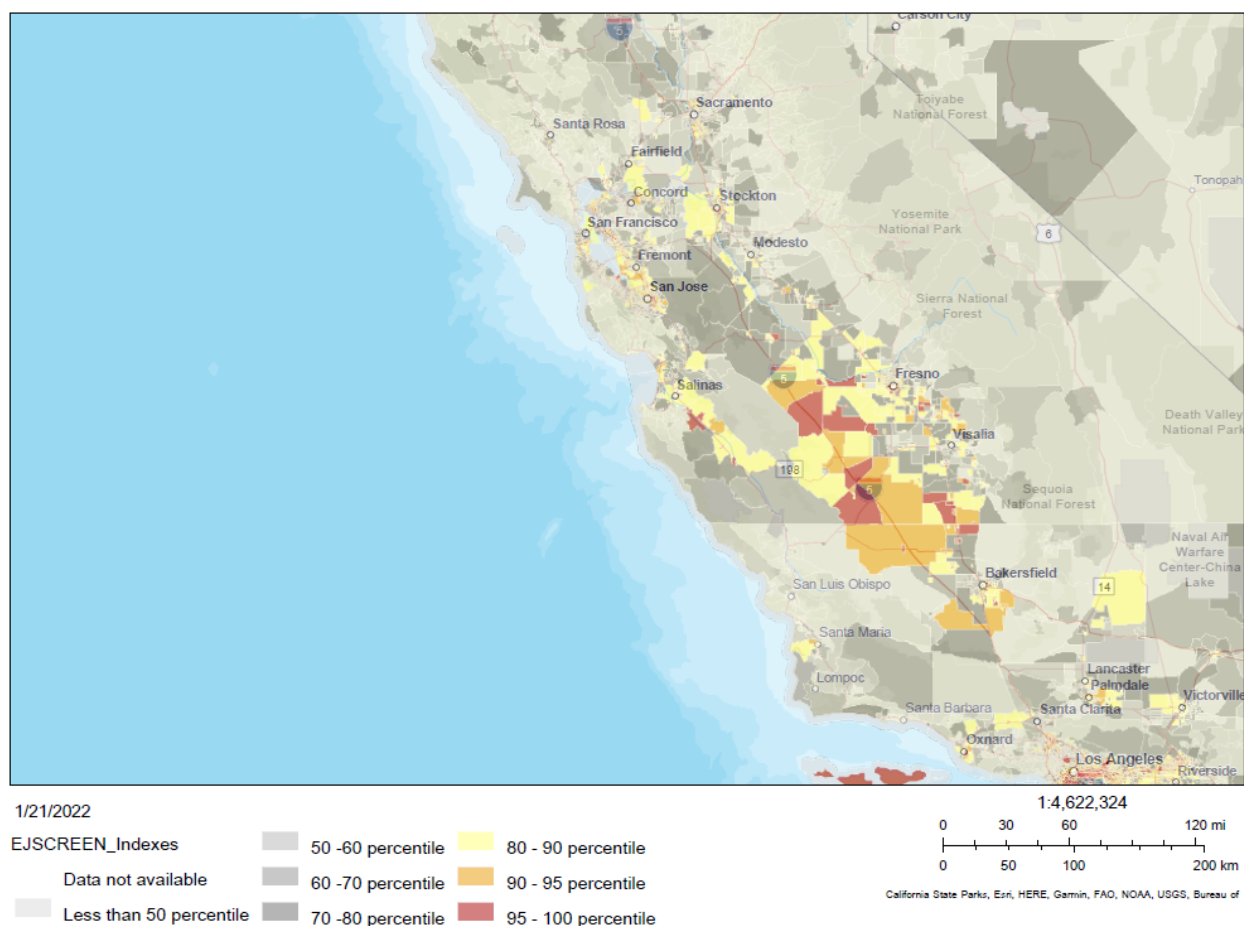 Carson City
5
Toiyabe
National Forest
Sacramento
Santa Rosa
Fairfield
Tonopah
Concord
Stockton
Yosemite
National Park
San Francisco
6
Modesto
Fremont
San Jose
Sierra National
Forest
5
Fresno
Salinas
Death Valley
National Park
Visalia
198
5
Sequoia
National Forest
Naval Air
Warfare
Center-China
Lake
Bakersfield
San Luis Obispo
14
Santa Maria
Lancaster
Lompoc
Palmdale
Victorville
Santa Barbara
Santa Clarita
Oxnard
Los Angeles
Riverside
1/21/2022
1:4,622,324
EJSCREEN_Indexes
0 30 60 120 mi
50 -60 percentile
80 - 90 percentile
Data not available
60 -70 percentile
90 - 95 percentile
0 50 100 200 km
Less than 50 percentile
70 -80 percentile
95 - 100 percentile
California State Parks, Esri, HERE, Garmin, FAO, NOAA, USGS, Bureau of